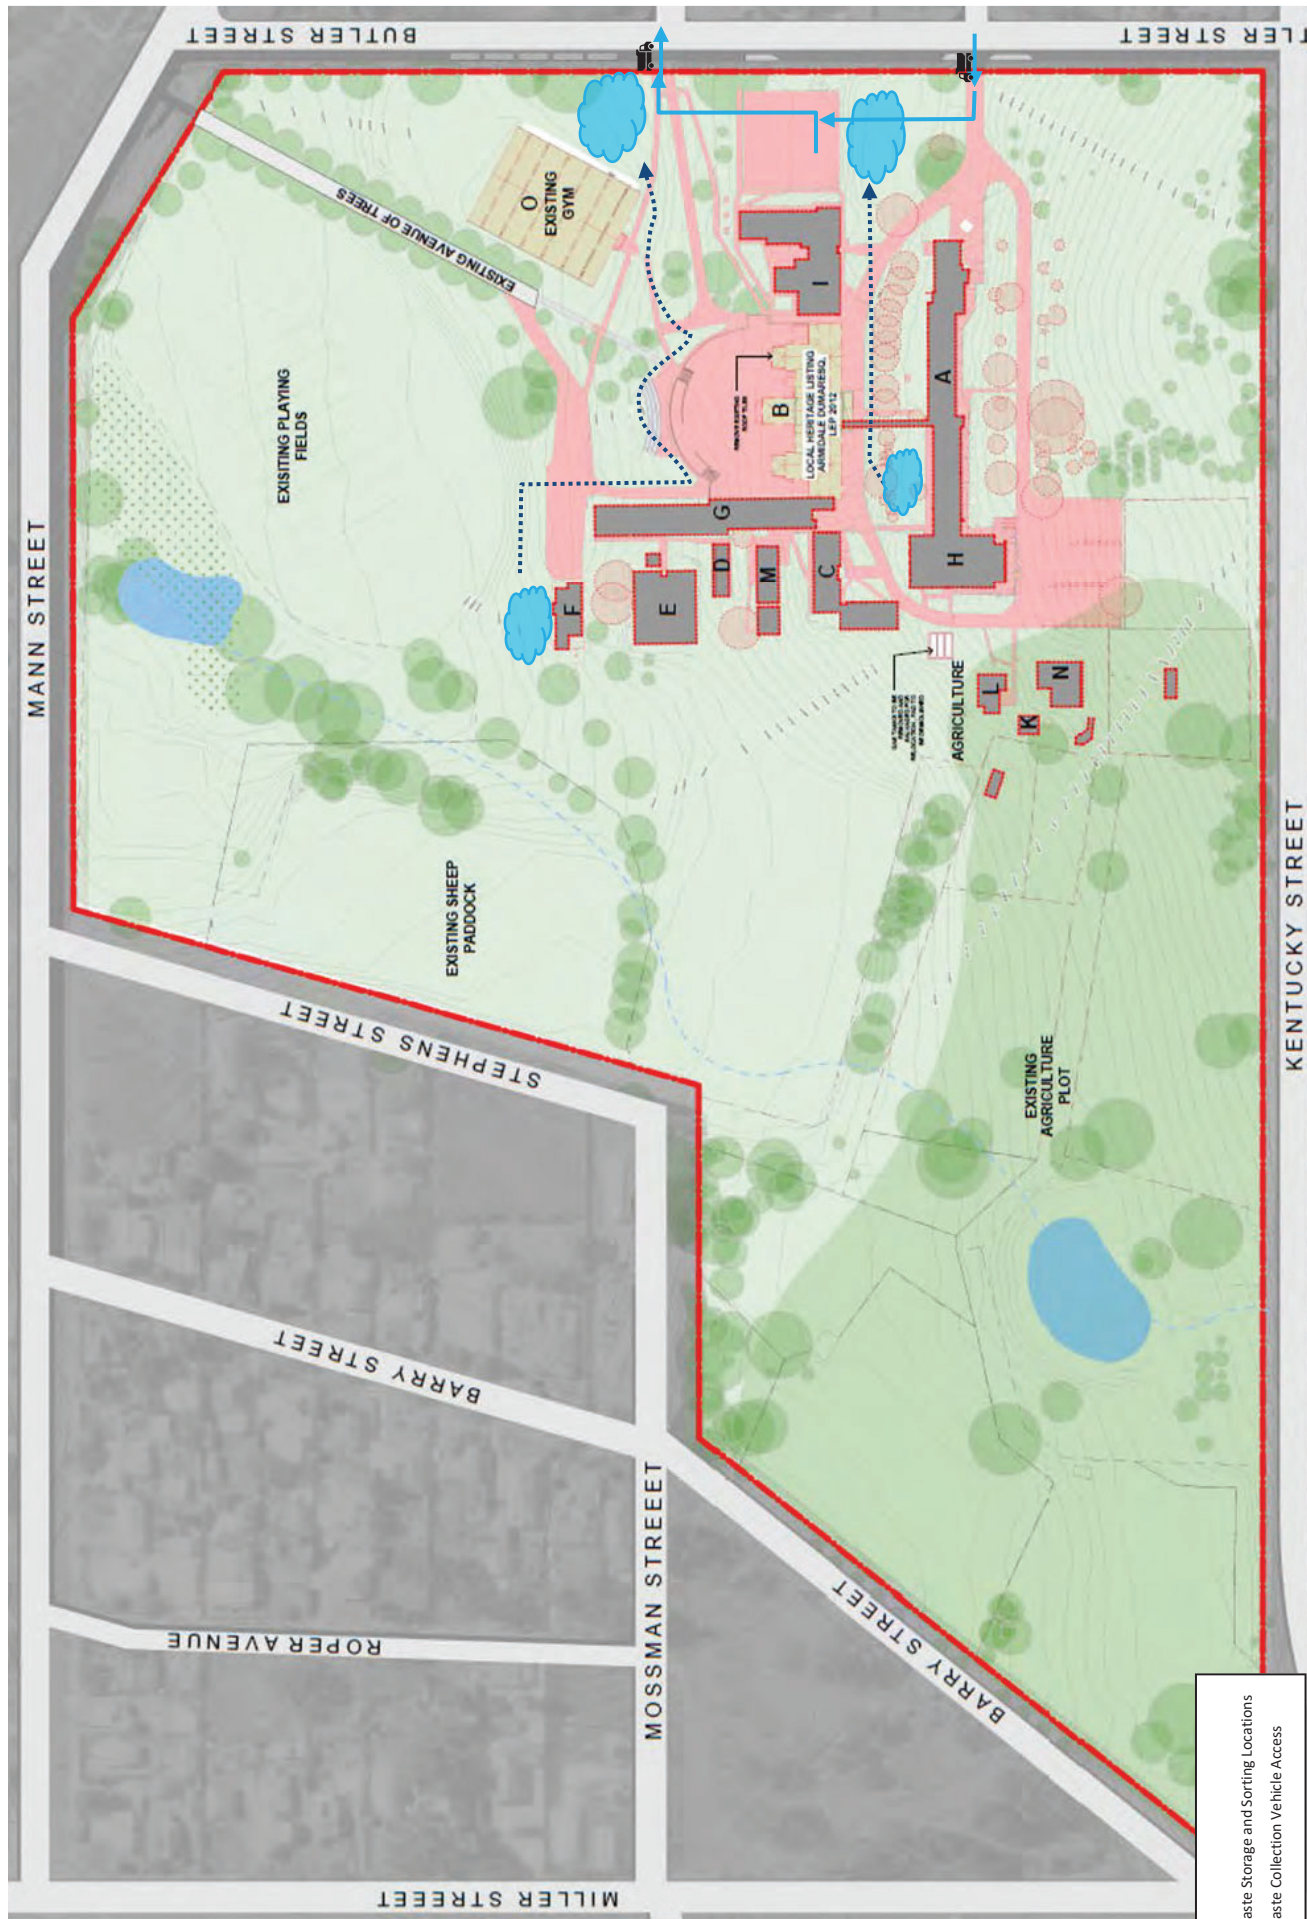 BUTLER STREET
TLER STREET
MANN STREET
EXISTING AVENUE OF TREES
O
EXISTING
GYM
EXISITING PLAYING
FIELDS
I
LOCAL HERITAGE LISTING
ARMIDALE DUMARESQ,
LEP 2012
B
A
G
D
M
C
H
E
F
L
K
N
AGRICULTURE
EXISTING SHEEP
PADDOCK
STEPHENS STREET
EXISTING
AGRICULTURE
PLOT
KENTUCKY STREET
BARRY STREET
MOSSMAN STREEET
BARRY STREET
ROPER AVENUE
MILLER STREEET
aste Storage and Sorting Locations
aste Collection Vehicle Access